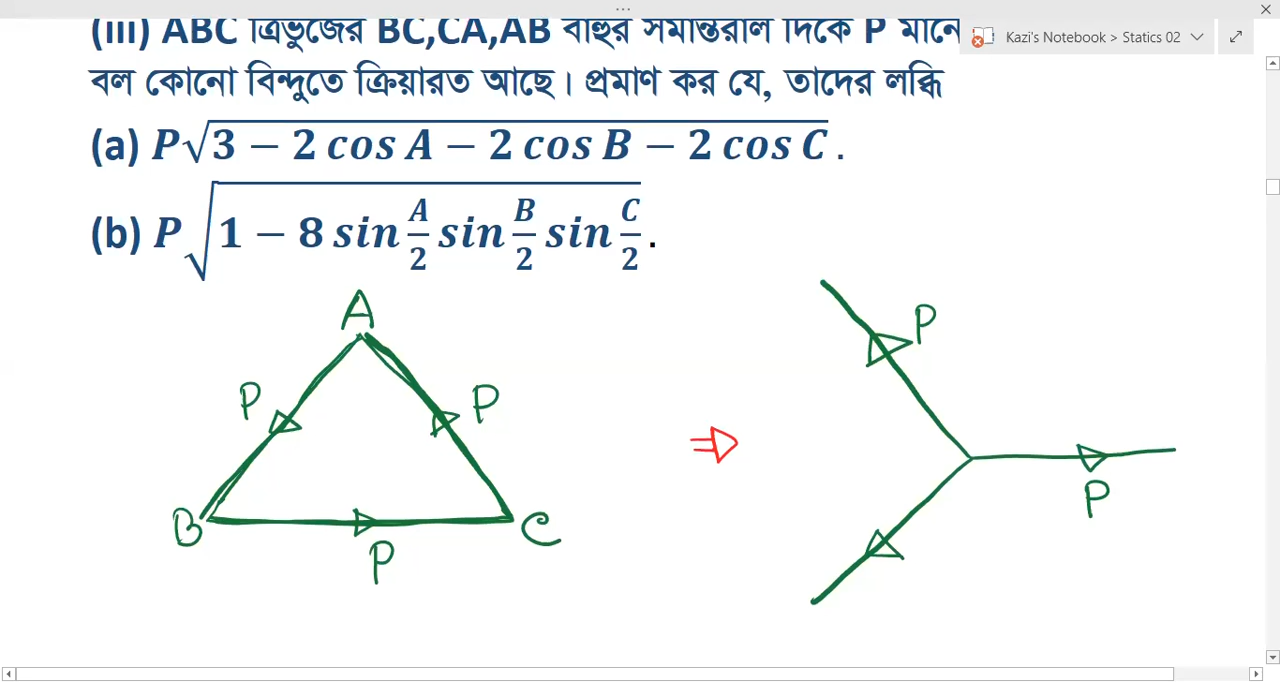 ...
(iii) ABC ত্রিভুজের BC,CA,AB বাহুর সমান্তরাল দিকে P মানের
Kazi's Notebook > Statics 02
বল কোনো বিন্দুতে ক্রিয়ারত আছে। প্রমাণ কর যে, তাদের লব্ধি
(a) P√3 − 2 cos A − 2 cos B − 2 cos C.
(b) P√1 − 8 sin A/2 sin B/2 sin C/2.
A
P
P
P
B
C
P
⇒
P